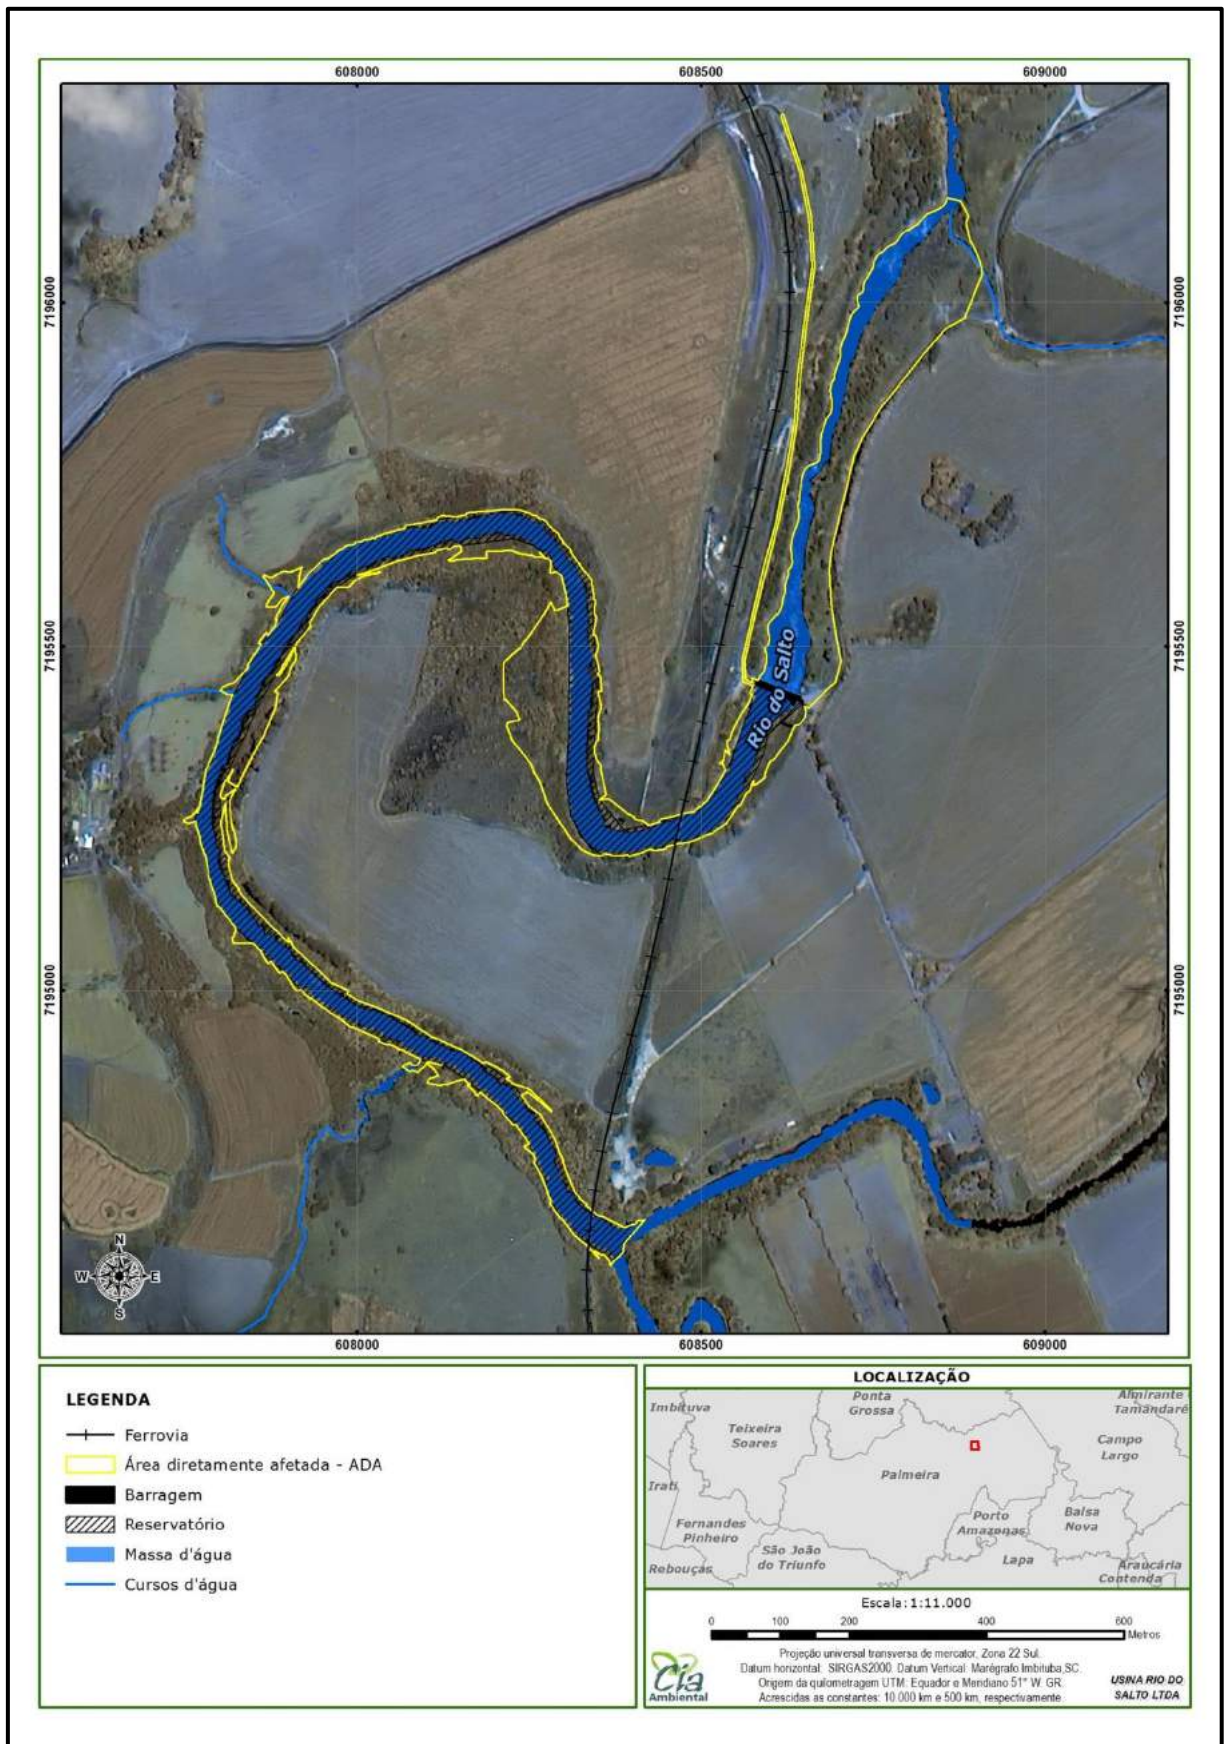 608000
608500
609000
7196000
7196000
7195500
7195500
Rio do Salto
7195000
7195000
N
W E
S
608000
608500
609000
LEGENDA
Ferrovia
Área diretamente afetada - ADA
Barragem
Reservatório
Massa d'água
Cursos d'água
LOCALIZAÇÃO
Imbituva
Ponta
Grossa
Almirante
Tamandaré
Teixeira
Soares
Campo
Largo
Palmeira
Irati
Fernandes
Pinheiro
Porto
Amazonas
Balsa
Nova
São João
do Triunfo
Lapa
Rebouças
Araucária
Contenda
Escala: 1:11.000
0 100 200 400 600
Metros
Projeção universal transversa de mercator, Zona 22 Sul.
Datum horizontal: SIRGAS2000. Datum Vertical: Marégrafo Imbituba,SC.
Origem da quilometragem UTM: Equador e Meridiano 51° W. GR.
Acrescidas as constantes: 10.000 km e 500 km, respectivamente
Cia
Ambiental
USINA RIO DO
SALTO LTDA